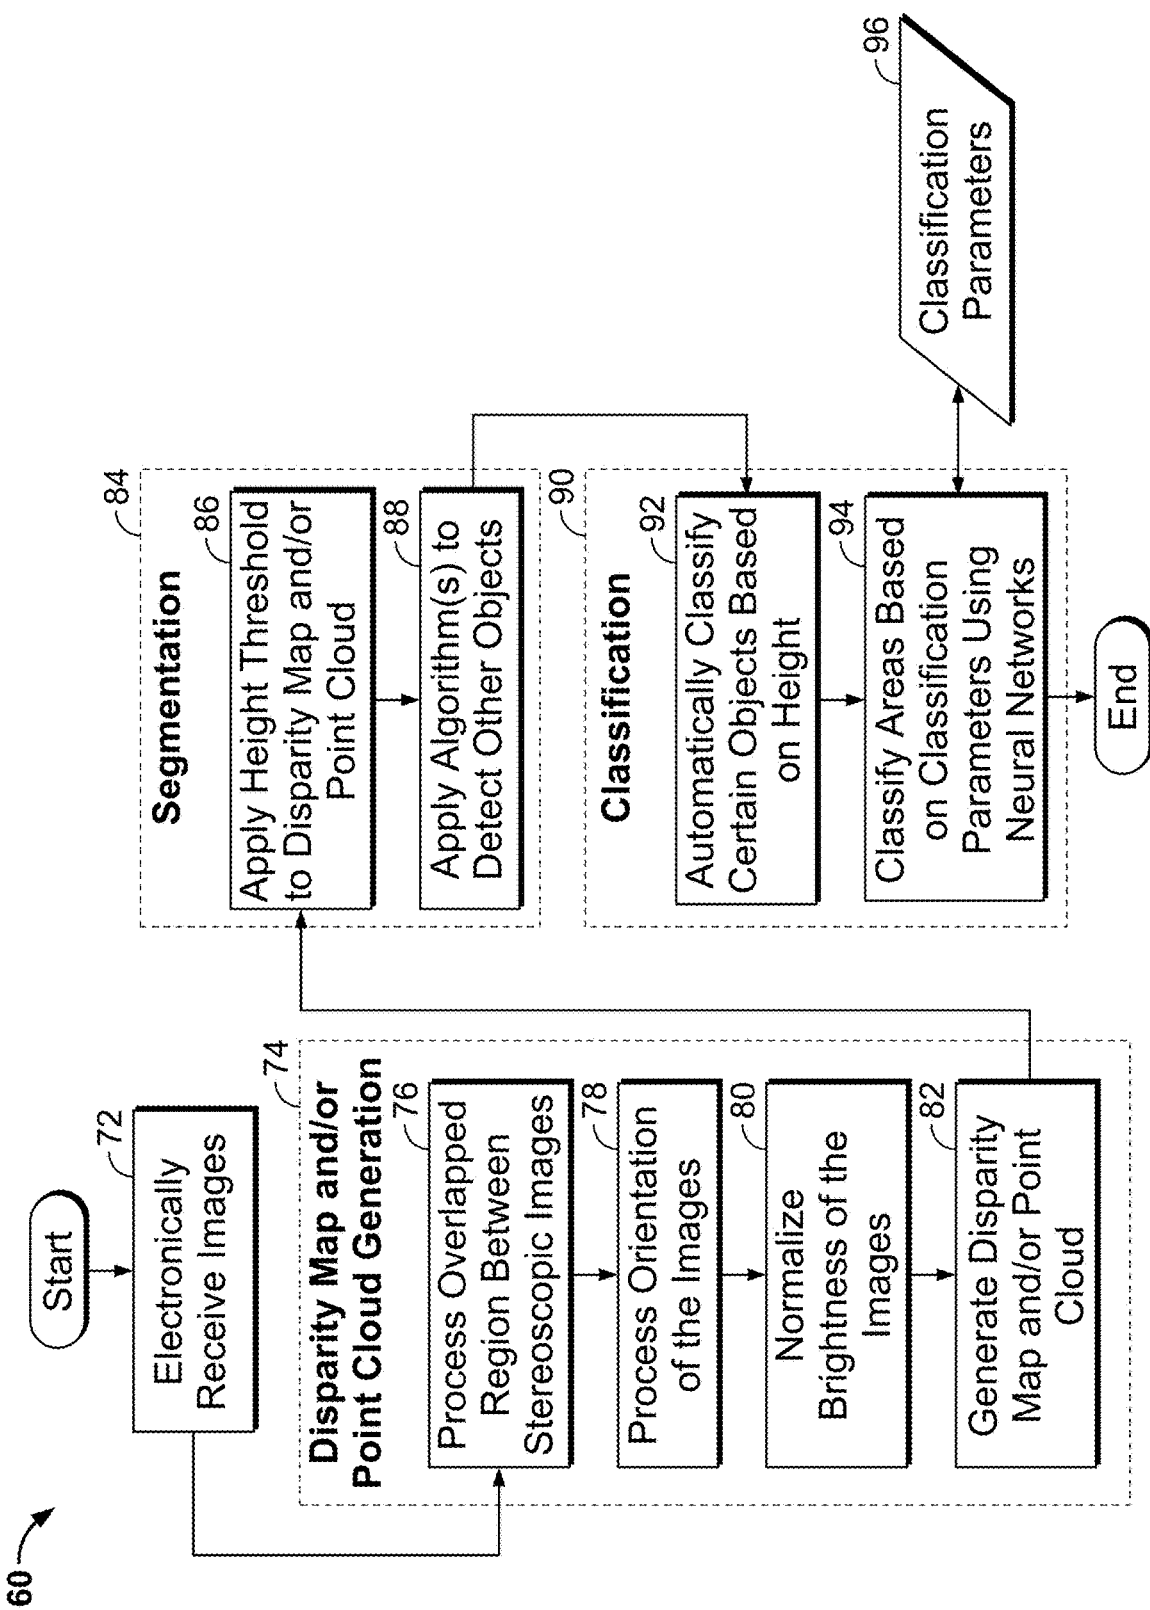 60
Start
72
Electronically
Receive Images
74
Disparity Map and/or
Point Cloud Generation
76
Process Overlapped
Region Between
Stereoscopic Images
78
Process Orientation
of the Images
80
Normalize
Brightness of the
Images
82
Generate Disparity
Map and/or Point
Cloud
84
Segmentation
86
Apply Height Threshold
to Disparity Map and/or
Point Cloud
88
Apply Algorithm(s) to
Detect Other Objects
90
Classification
92
Automatically Classify
Certain Objects Based
on Height
94
Classify Areas Based
on Classification
Parameters Using
Neural Networks
96
Classification
Parameters
End